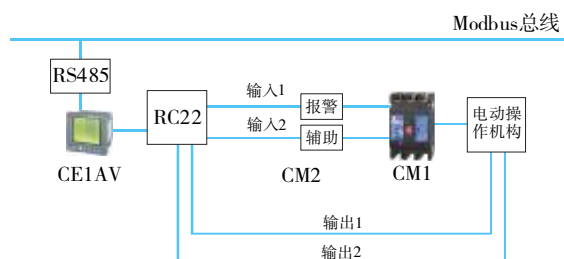 Modbus总线
RS485
RC22
输入1
报警
输入2
辅助
电动操
作机构
CE1AV
CM2
CM1
输出1
输出2